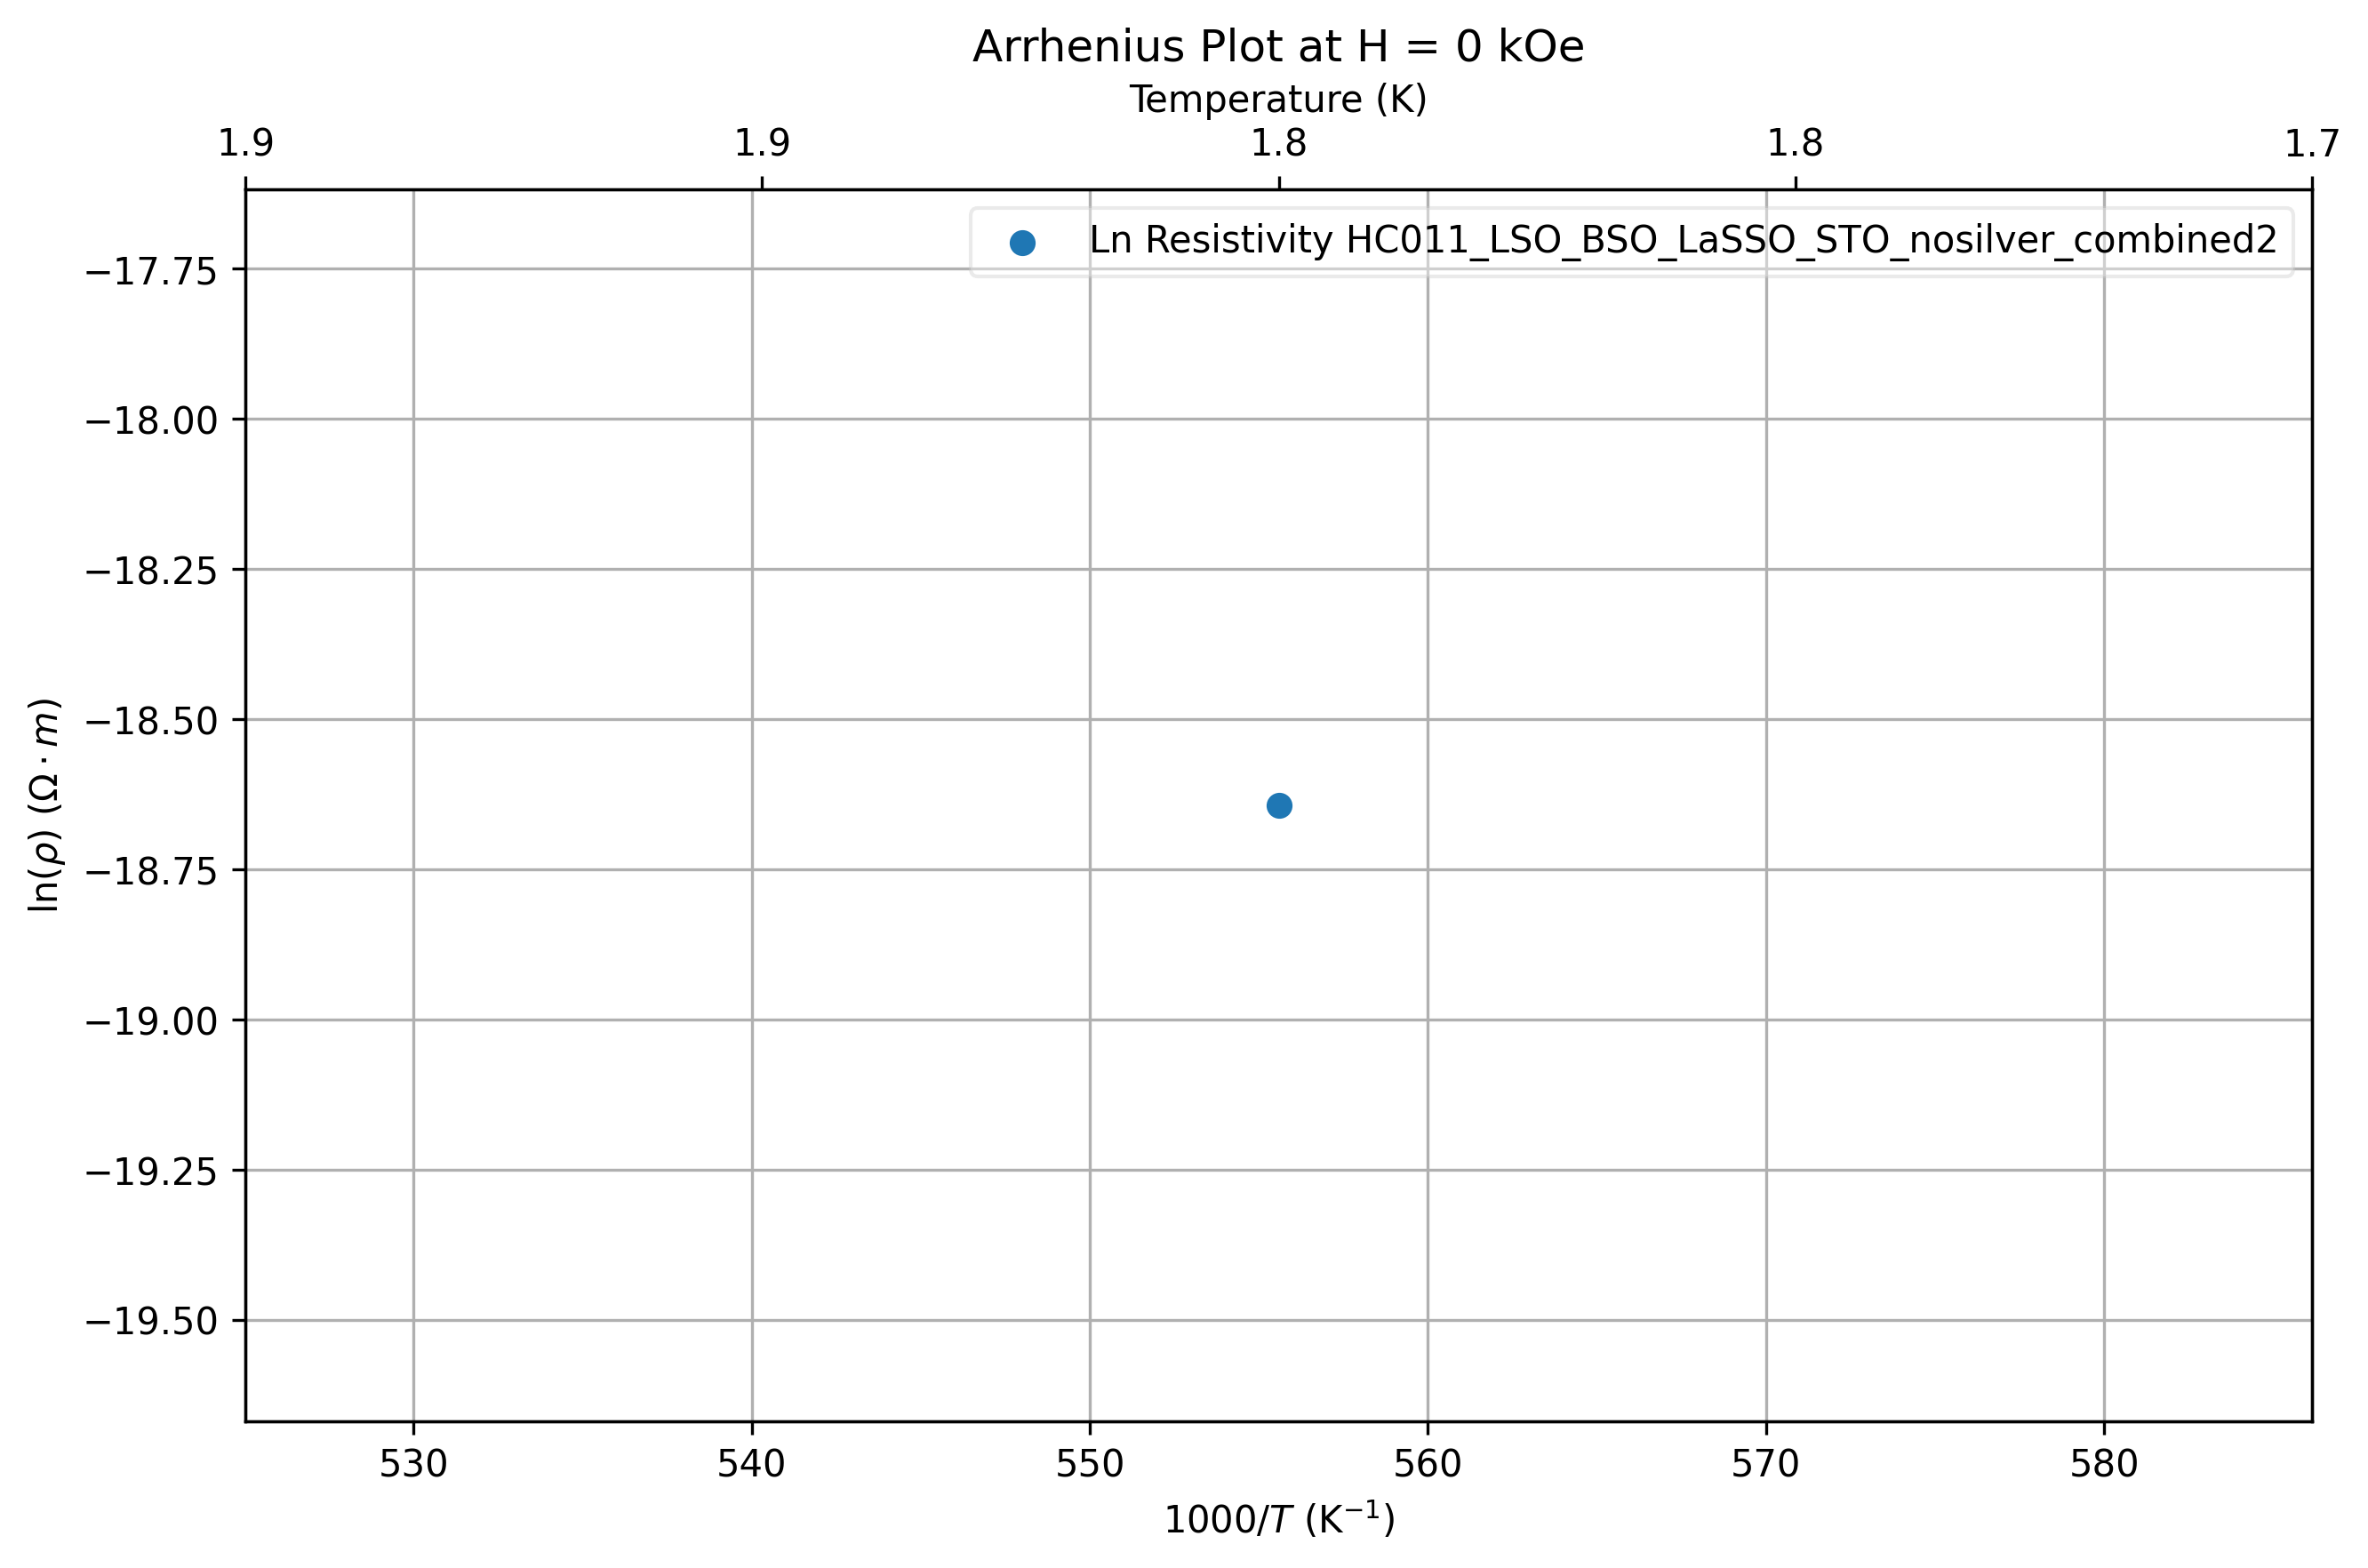 Arrhenius Plot at H = 0 kOe
Temperature (K)
1.9 1.9 1.8 1.8 1.7
Ln Resistivity HC011_LSO_BSO_LaSSO_STO_nosilver_combined2
−17.75
−18.00
−18.25
−18.50
−18.75
−19.00
−19.25
−19.50
ln(ρ) (Ω · m)
530 540 550 560 570 580
1000/T (K⁻¹)